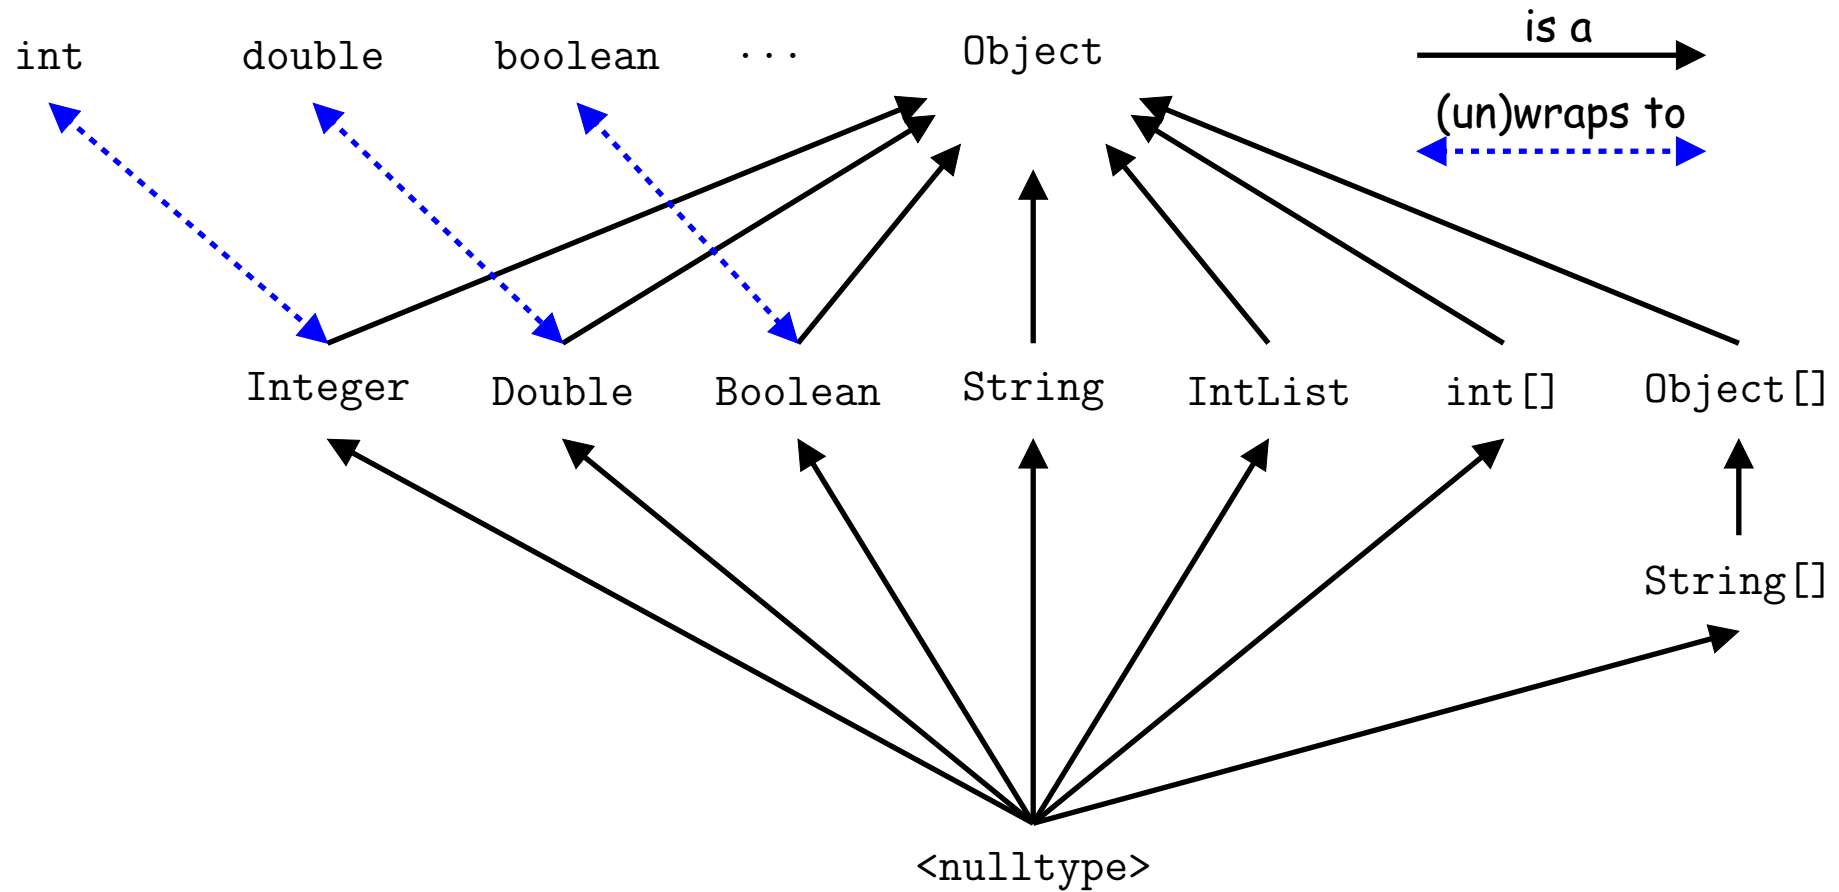 int double boolean ··· Object is a
(un)wraps to
Integer Double Boolean String IntList int[] Object[]
String[]
<nulltype>